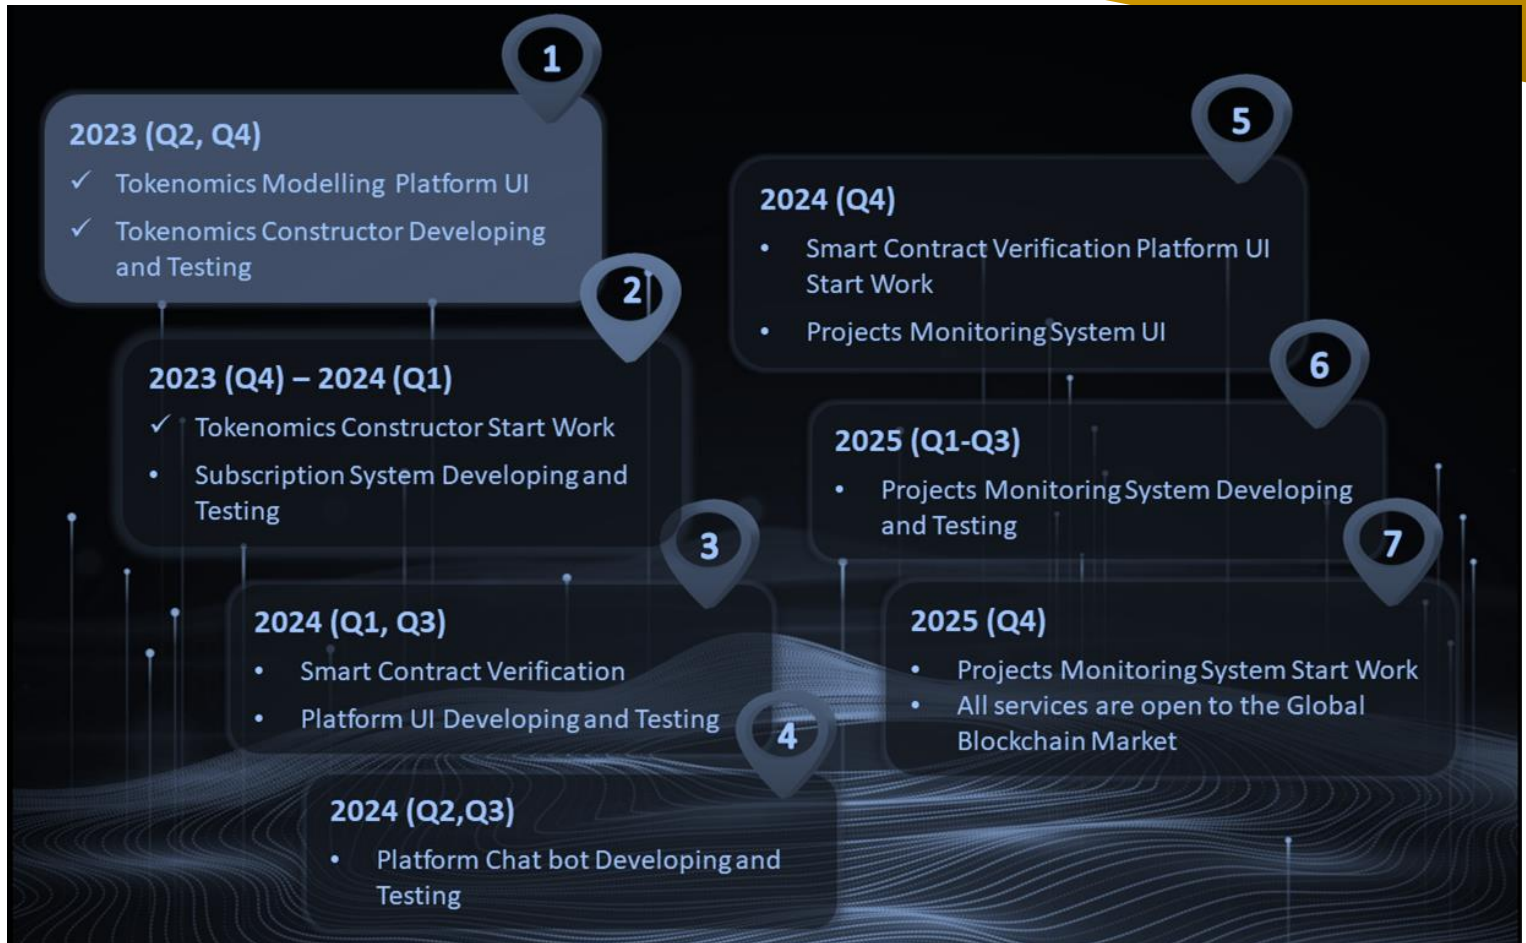 1
2023 (Q2, Q4)
✓ Tokenomics Modelling Platform UI
✓ Tokenomics Constructor Developing
and Testing
2
2023 (Q4) – 2024 (Q1)
✓ Tokenomics Constructor Start Work
• Subscription System Developing and
Testing
3
2024 (Q1, Q3)
• Smart Contract Verification
• Platform UI Developing and Testing
4
2024 (Q2,Q3)
• Platform Chat bot Developing and
Testing
5
2024 (Q4)
• Smart Contract Verification Platform UI
Start Work
• Projects Monitoring System UI
6
2025 (Q1-Q3)
• Projects Monitoring System Developing
and Testing
7
2025 (Q4)
• Projects Monitoring System Start Work
• All services are open to the Global
Blockchain Market